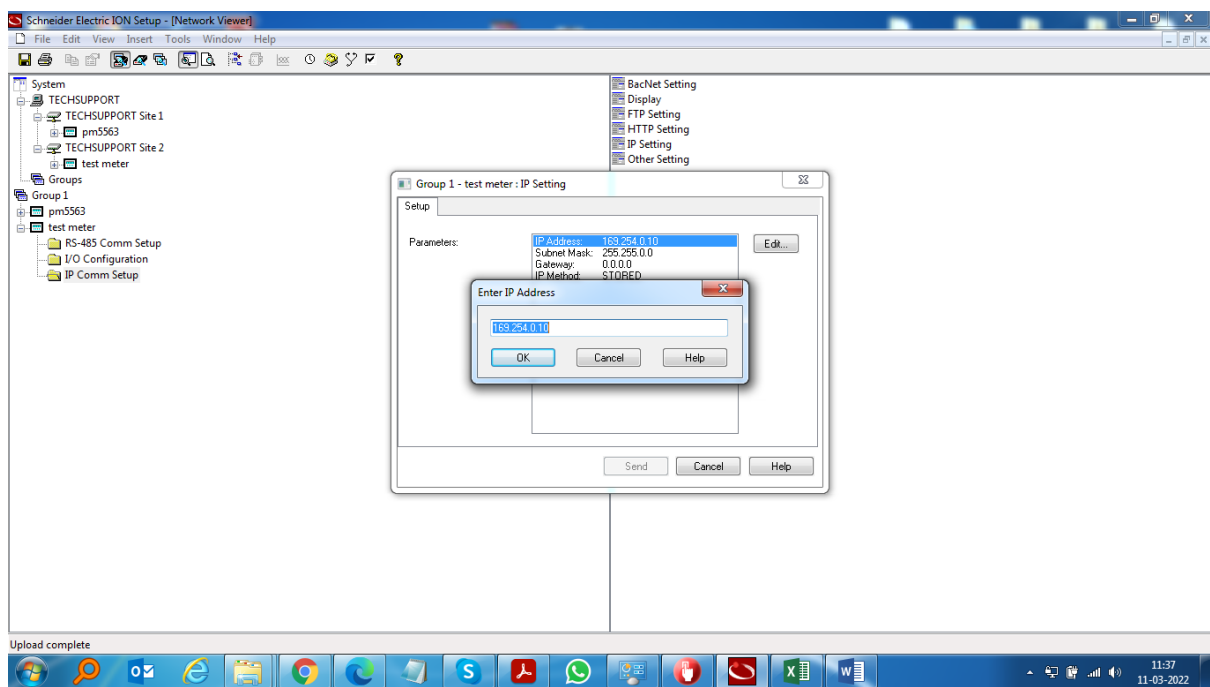 Schneider Electric ION Setup - [Network Viewer]
File Edit View Insert Tools Window Help
System
TECHSUPPORT
TECHSUPPORT Site 1
pm5563
TECHSUPPORT Site 2
test meter
Groups
Group 1
pm5563
test meter
RS-485 Comm Setup
I/O Configuration
IP Comm Setup
BacNet Setting
Display
FTP Setting
HTTP Setting
IP Setting
Other Setting
Group 1 - test meter : IP Setting
Setup
Parameters:
IP Address: 169.254.0.10
Subnet Mask: 255.255.0.0
Gateway: 0.0.0.0
IP Method: STORED
Edit...
Enter IP Address
169.254.0.10
OK Cancel Help
Send Cancel Help
Upload complete
11:37
11-03-2022